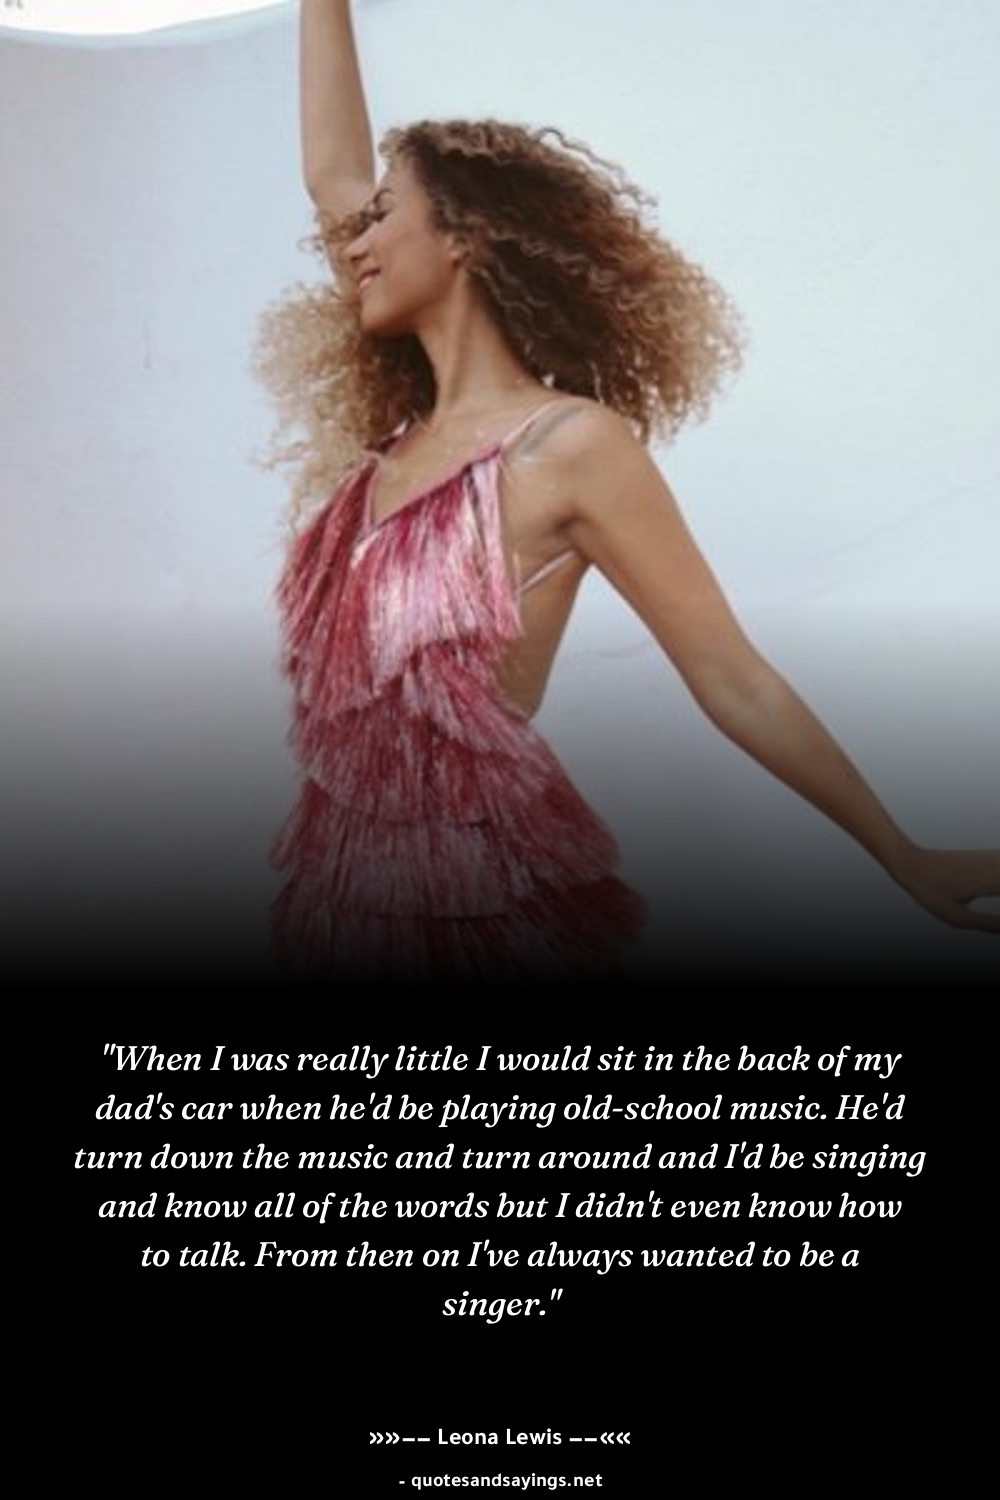 "When I was really little I would sit in the back of my
dad's car when he'd be playing old-school music. He'd
turn down the music and turn around and I'd be singing
and know all of the words but I didn't even know how
to talk. From then on I've always wanted to be a
singer."
»»–– Leona Lewis ––««
- quotesandsayings.net